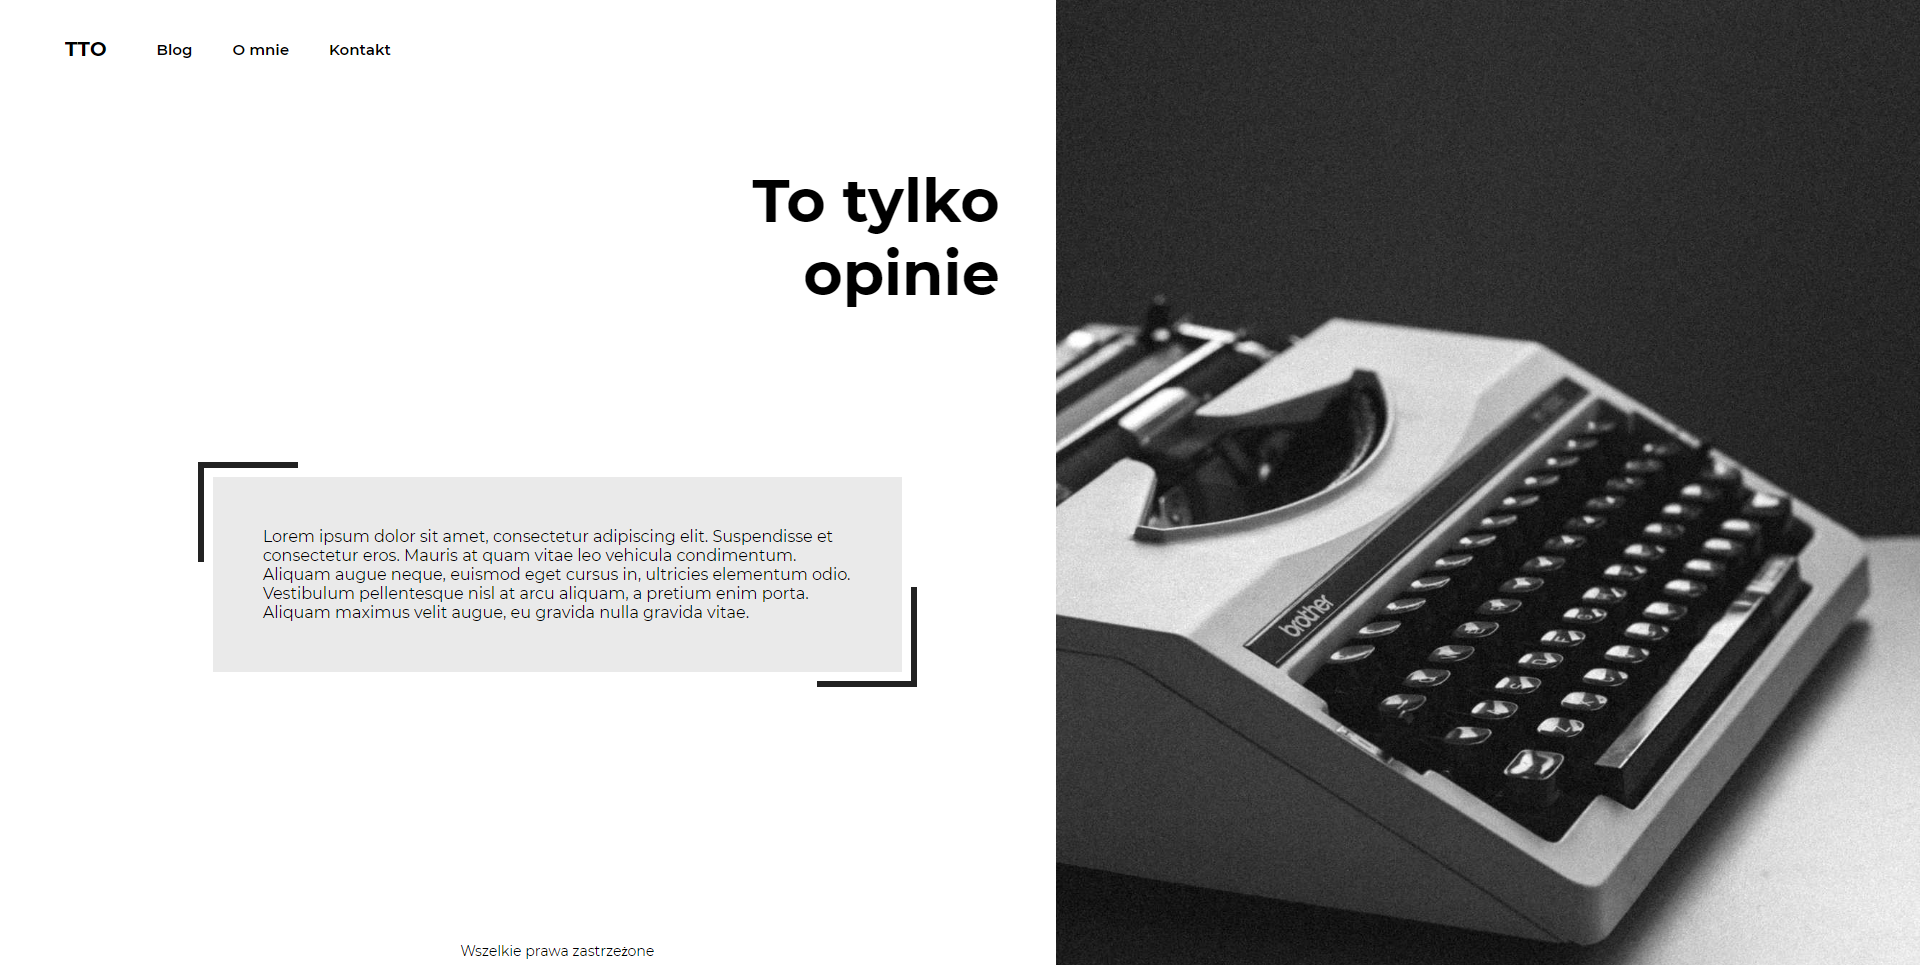 TTO Blog O mnie Kontakt
To tylko
opinie
Lorem ipsum dolor sit amet, consectetur adipiscing elit. Suspendisse et
consectetur eros. Mauris at quam vitae leo vehicula condimentum.
Aliquam augue neque, euismod eget cursus in, ultricies elementum odio.
Vestibulum pellentesque nisl at arcu aliquam, a pretium enim porta.
Aliquam maximus velit augue, eu gravida nulla gravida vitae.
Wszelkie prawa zastrzeżone
brother